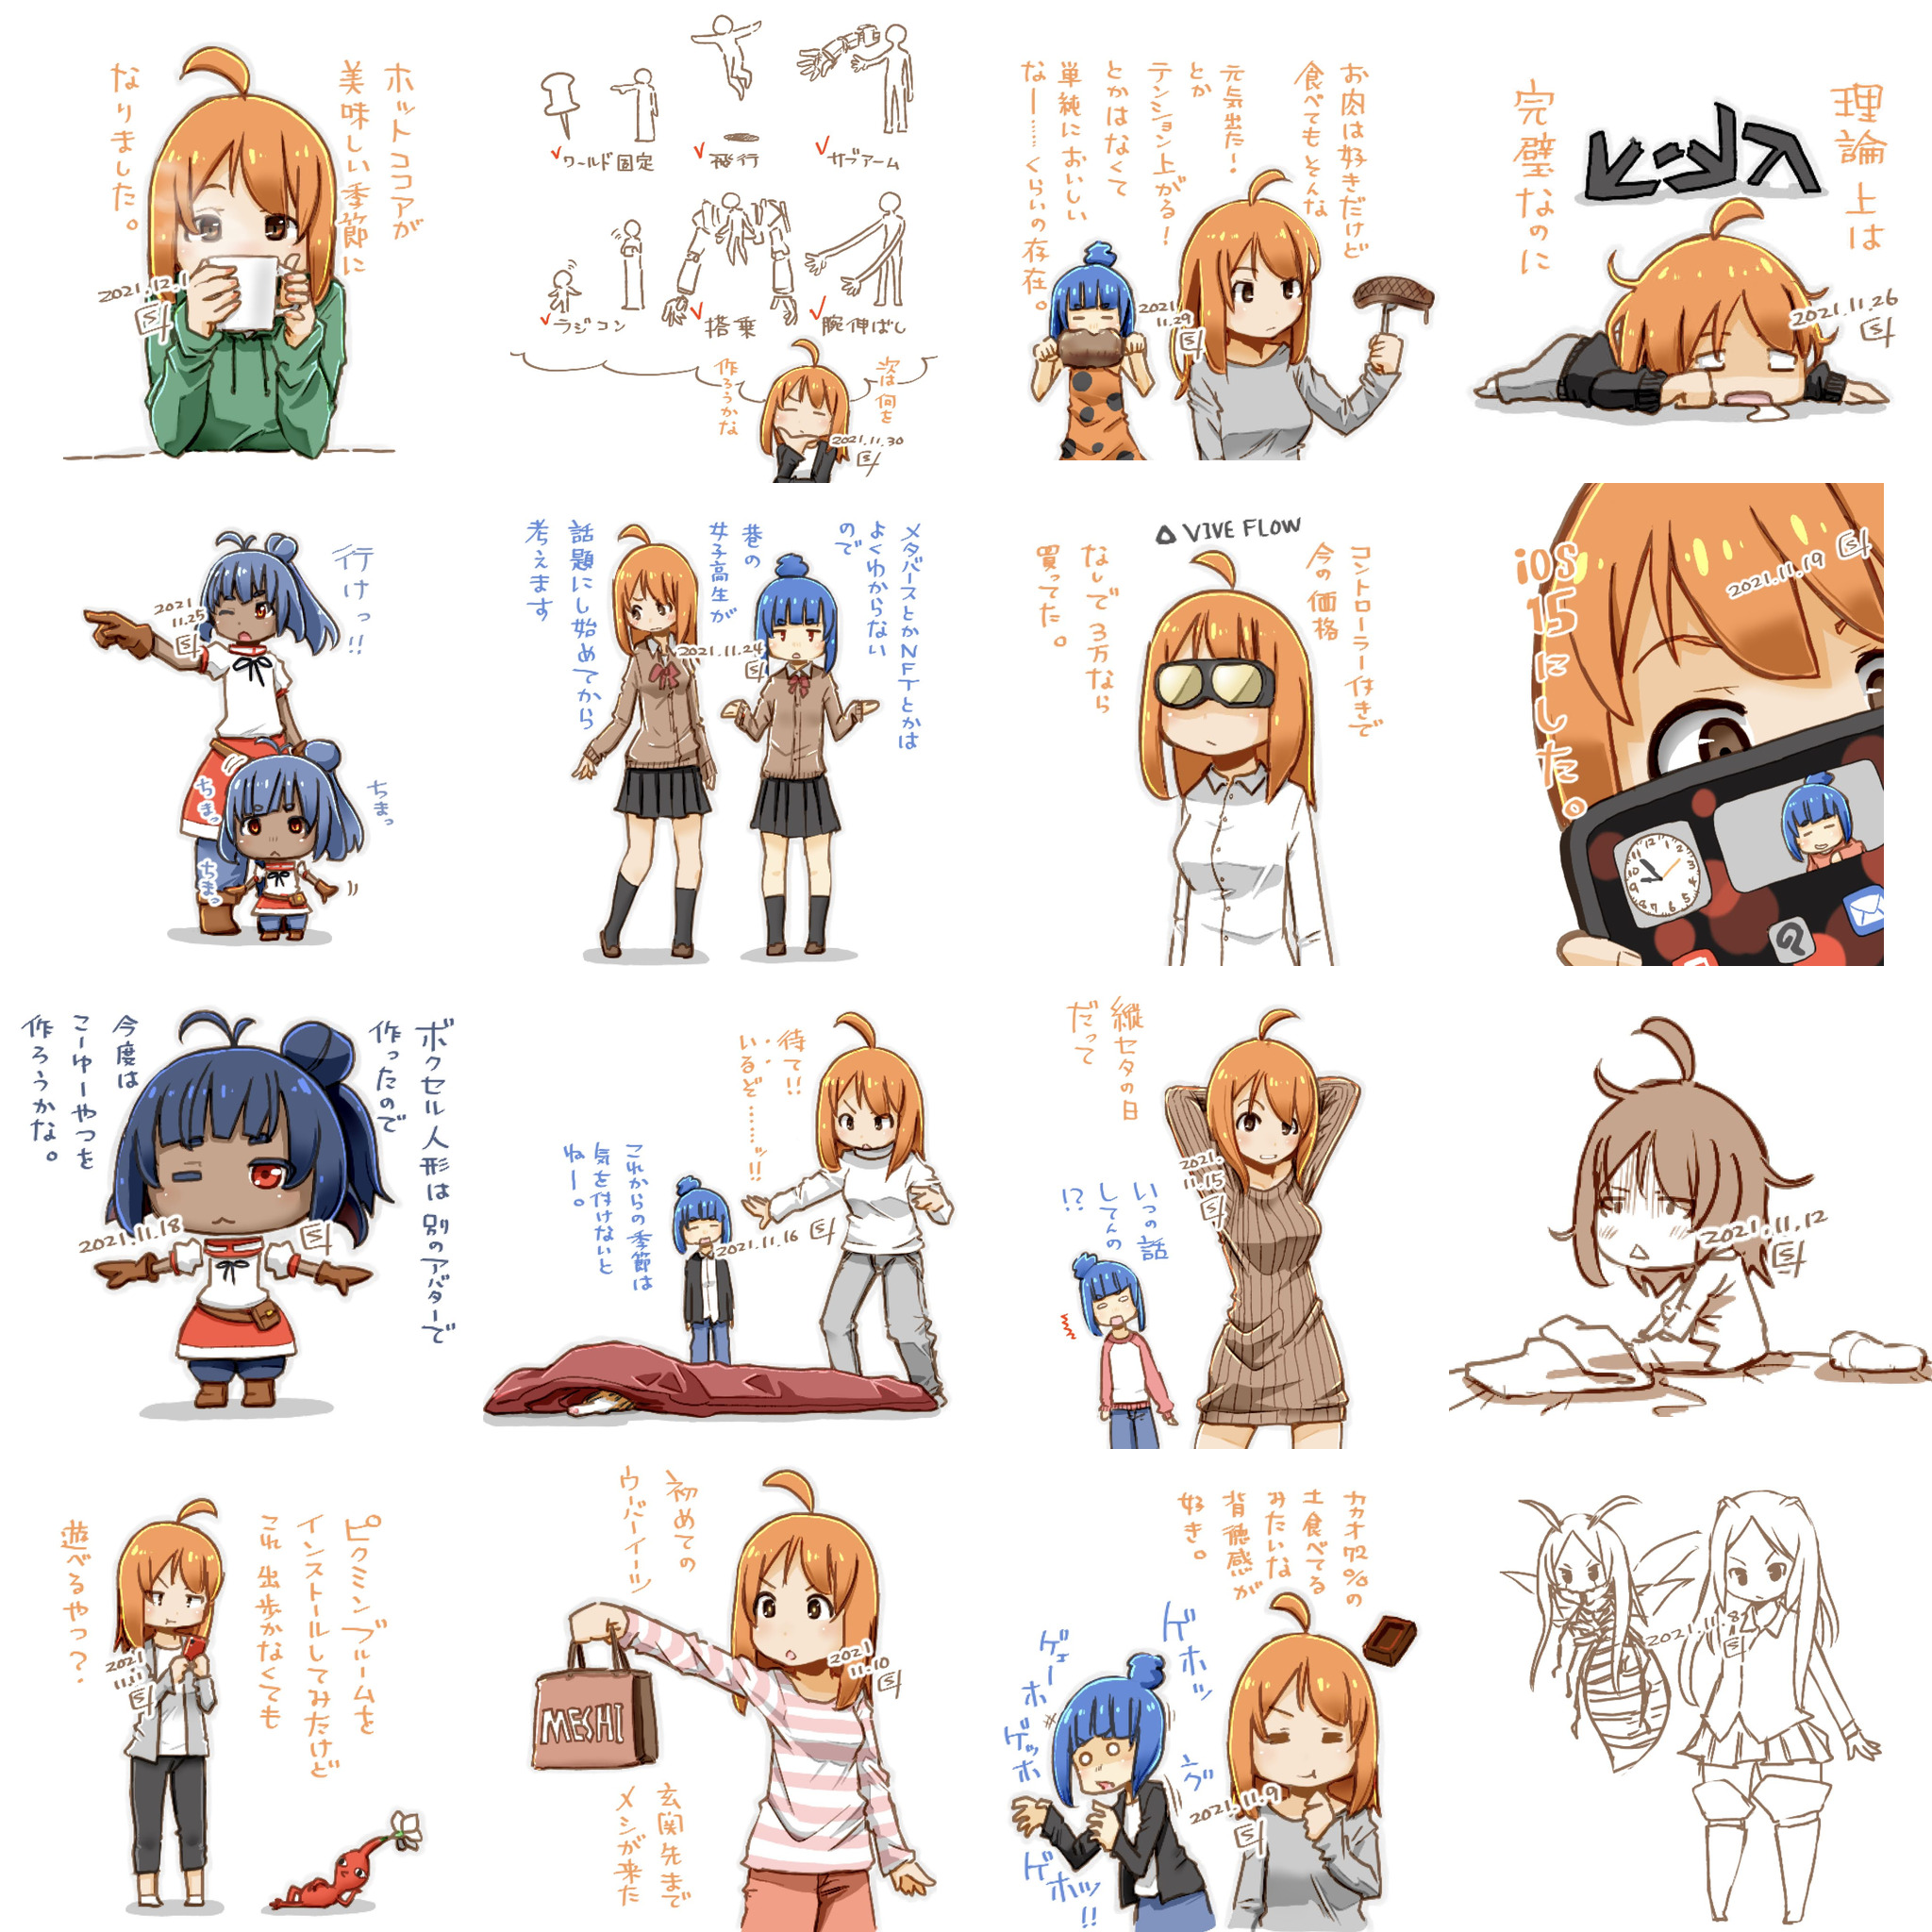 ホットココアが
美味しい季節に
なりました。
2021.12.1
✓ワールド固定
✓飛行
✓サブアーム
✓ラジコン
✓搭乗
✓腕伸ばし
次は何を
作ろうかな
2021.11.30
お肉は好きだけど
食べてもそんな
元気出た!
とか
テンション上がる!
とかはなくて
単純においしい
なー……くらいの存在。
2021.
11.29
理論上は
完璧なのに
2021.11.26
行けっ!!
2021
11.25
ちまっ
ちまっ
ちまっ
メタバースとかNFTとかは
よくわからない
ので
巷の
女子高生が
話題にし始めてから
考えます
2021.11.24
VIVE FLOW
コントローラー付きで
今の価格
なしで3万なら
買ってた。
iOS
15
にした。
2021.11.19
12
1
2
3
4
5
6
7
8
9
10
11
ボクセル人形は別のアバターで
作ったので
今度は
こーゆーやつを
作ろうかな。
2021.11.18
待て!!
いるぞ……ッ!!
これからの季節は
気を付けないと
ねー。
2021.11.16
縦セタの日
だって
いつの話
してんの
!?
2021.
11.15
2021.11.12
ピクミンブルームを
インストールしてみたけど
これ出歩かなくても
遊べるやつ?
2021
初めての
ウーバーイーツ
MESHI
玄関先まで
メシが来た
2021
11.10
カカオ72%の
土食べてる
みたいな
背徳感が
好き。
ゲホッ
ゲーホ
ゲッホ
ゲホッ!!
ヴ
2021.11.9
2021.11.8